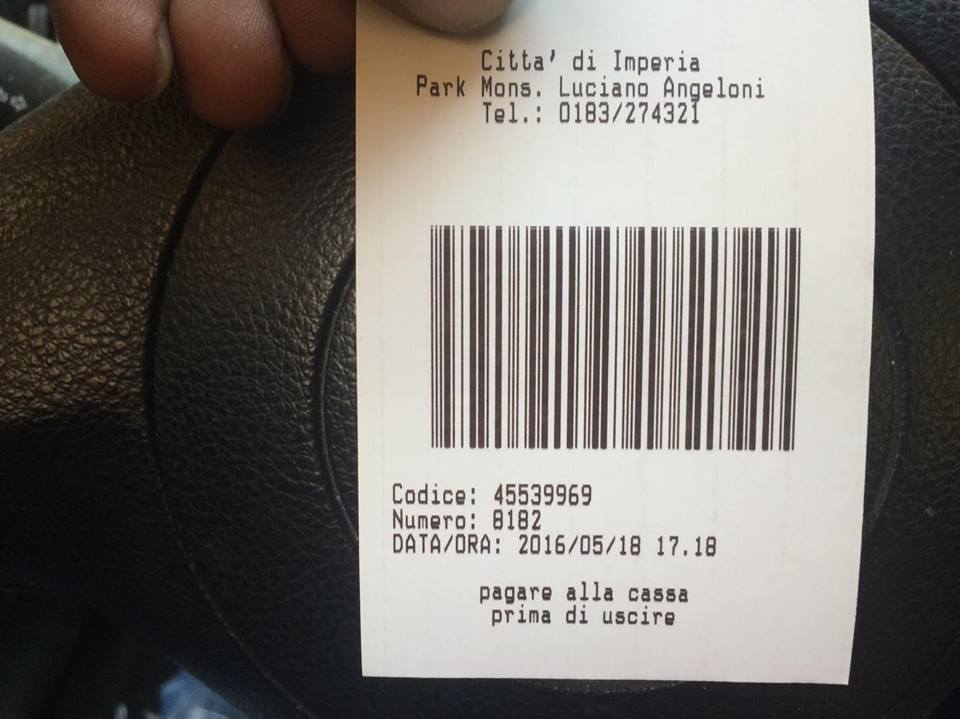 Citta' di Imperia
Park Mons. Luciano Angeloni
Tel.: 0183/274321
Codice: 45539969
Numero: 8182
DATA/ORA: 2016/05/18 17.18
pagare alla cassa
prima di uscire